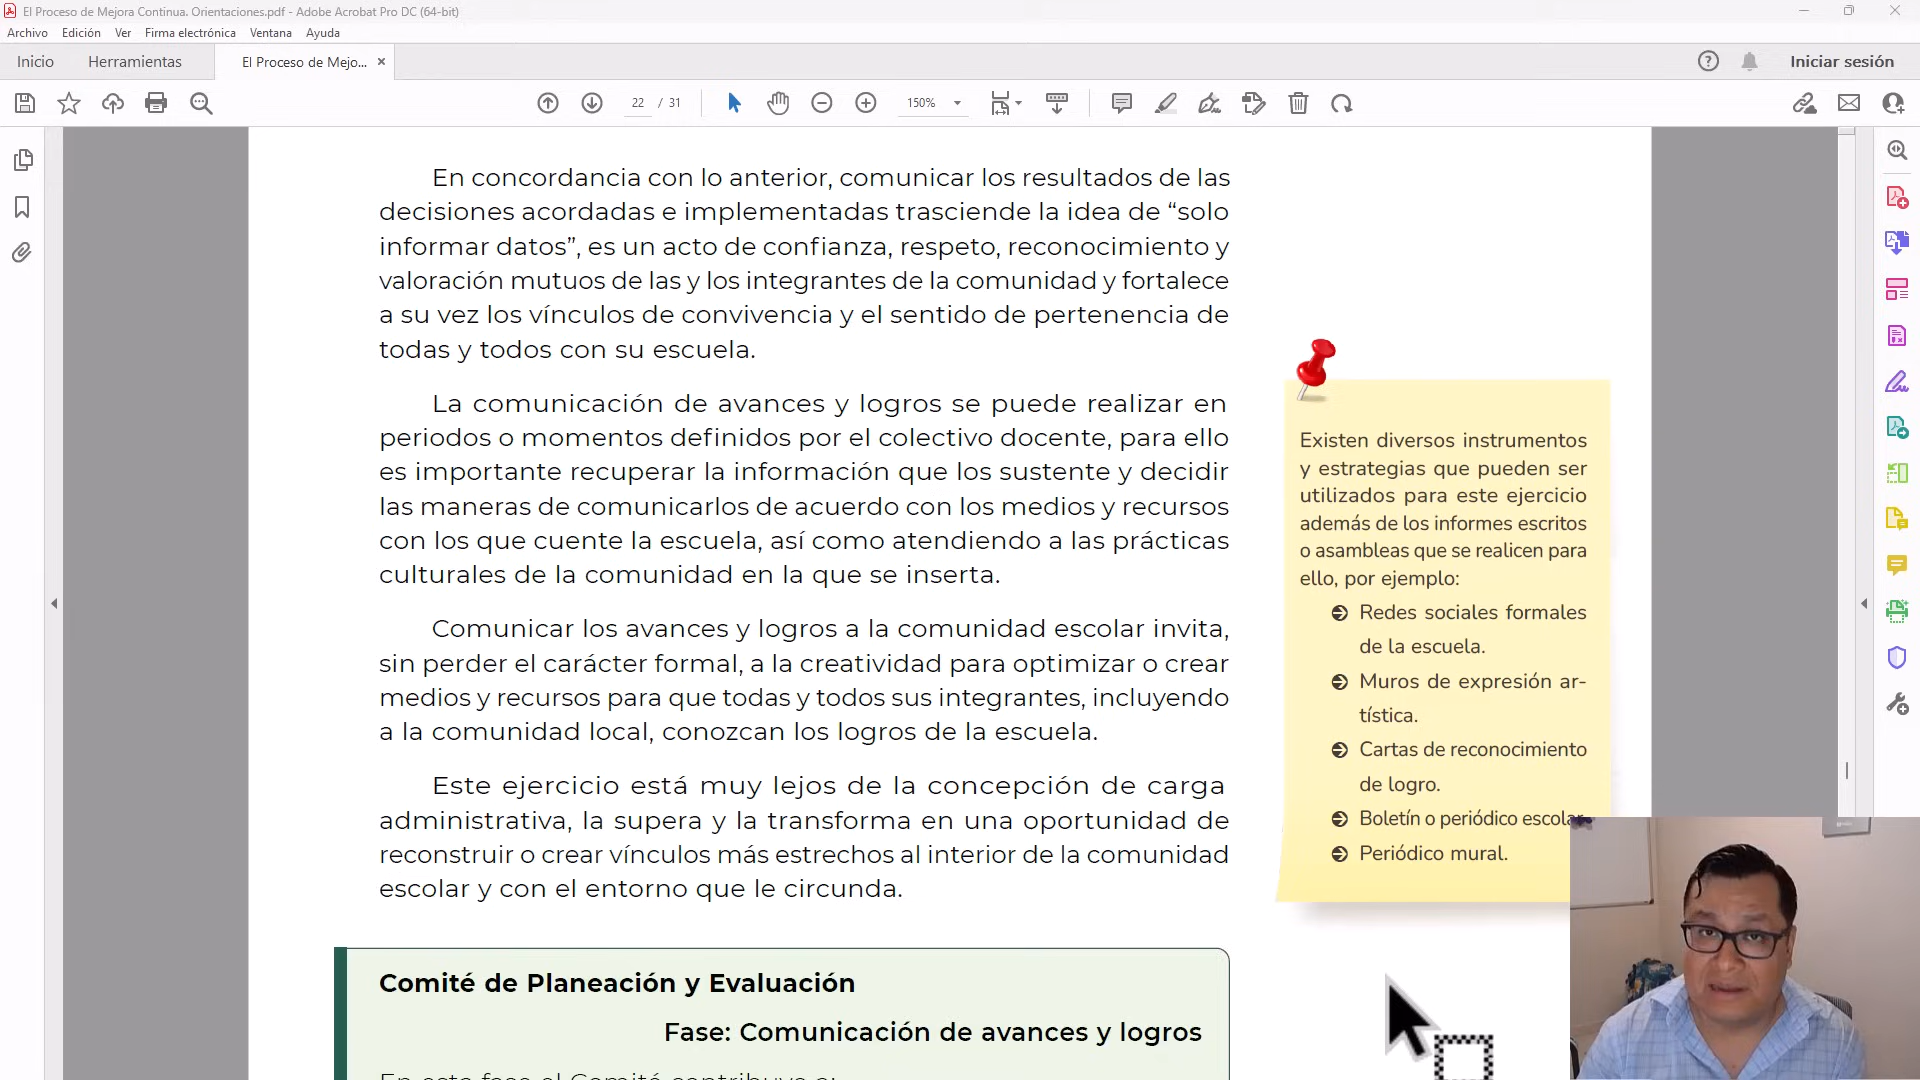 El Proceso de Mejora Continua. Orientaciones.pdf - Adobe Acrobat Pro DC (64-bit)
Archivo Edición Ver Firma electrónica Ventana Ayuda
Inicio Herramientas El Proceso de Mejo... × Iniciar sesión
22 / 31 150%
En concordancia con lo anterior, comunicar los resultados de las
decisiones acordadas e implementadas trasciende la idea de “solo
informar datos”, es un acto de confianza, respeto, reconocimiento y
valoración mutuos de las y los integrantes de la comunidad y fortalece
a su vez los vínculos de convivencia y el sentido de pertenencia de
todas y todos con su escuela.
La comunicación de avances y logros se puede realizar en
periodos o momentos definidos por el colectivo docente, para ello
es importante recuperar la información que los sustente y decidir
las maneras de comunicarlos de acuerdo con los medios y recursos
con los que cuente la escuela, así como atendiendo a las prácticas
culturales de la comunidad en la que se inserta.
Comunicar los avances y logros a la comunidad escolar invita,
sin perder el carácter formal, a la creatividad para optimizar o crear
medios y recursos para que todas y todos sus integrantes, incluyendo
a la comunidad local, conozcan los logros de la escuela.
Este ejercicio está muy lejos de la concepción de carga
administrativa, la supera y la transforma en una oportunidad de
reconstruir o crear vínculos más estrechos al interior de la comunidad
escolar y con el entorno que le circunda.
Existen diversos instrumentos
y estrategias que pueden ser
utilizados para este ejercicio
además de los informes escritos
o asambleas que se realicen para
ello, por ejemplo:
Redes sociales formales
de la escuela.
Muros de expresión ar-
tística.
Cartas de reconocimiento
de logro.
Boletín o periódico escolar.
Periódico mural.
Comité de Planeación y Evaluación
Fase: Comunicación de avances y logros
En esta fase el Comité contribuye a: